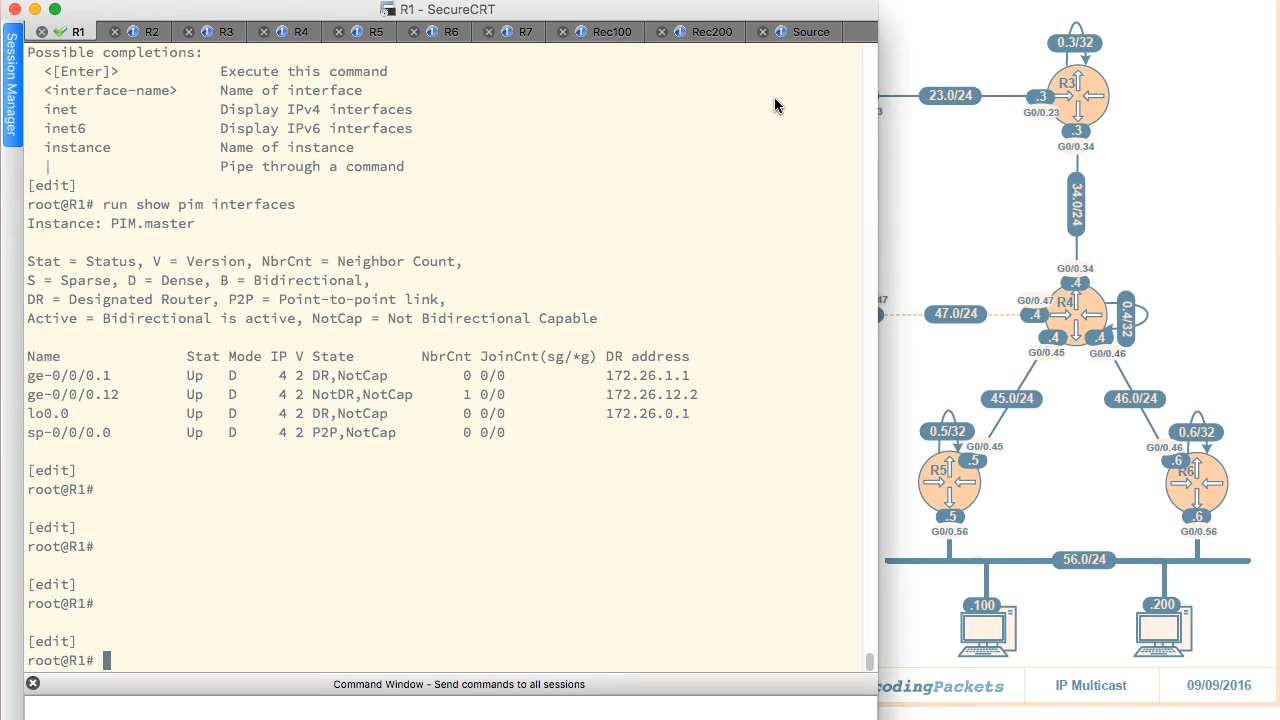 R1 - SecureCRT
R1 R2 R3 R4 R5 R6 R7 Rec100 Rec200 Source
Session Manager
Possible completions:
<[Enter]> Execute this command
<interface-name> Name of interface
inet Display IPv4 interfaces
inet6 Display IPv6 interfaces
instance Name of instance
| Pipe through a command
[edit]
root@R1# run show pim interfaces
Instance: PIM.master
Stat = Status, V = Version, NbrCnt = Neighbor Count,
S = Sparse, D = Dense, B = Bidirectional,
DR = Designated Router, P2P = Point-to-point link,
Active = Bidirectional is active, NotCap = Not Bidirectional Capable
Name Stat Mode IP V State NbrCnt JoinCnt(sg/*g) DR address
ge-0/0/0.1 Up D 4 2 DR,NotCap 0 0/0 172.26.1.1
ge-0/0/0.12 Up D 4 2 NotDR,NotCap 1 0/0 172.26.12.2
lo0.0 Up D 4 2 DR,NotCap 0 0/0 172.26.0.1
sp-0/0/0.0 Up D 4 2 P2P,NotCap 0 0/0
[edit]
root@R1#
[edit]
root@R1#
[edit]
root@R1#
[edit]
root@R1#
Command Window - Send commands to all sessions
0.3/32
R3
23.0/24
.3
3
G0/0.23
.3
G0/0.34
34.0/24
G0/0.34
.4
47
G0/0.47
R4
47.0/24
.4
0.4/32
.4
.4
G0/0.45
G0/0.46
45.0/24
46.0/24
0.5/32
0.6/32
G0/0.45
G0/0.46
R5
.5
.6
R6
.5
.6
G0/0.56
G0/0.56
56.0/24
.100
.200
codingPackets
IP Multicast
09/09/2016